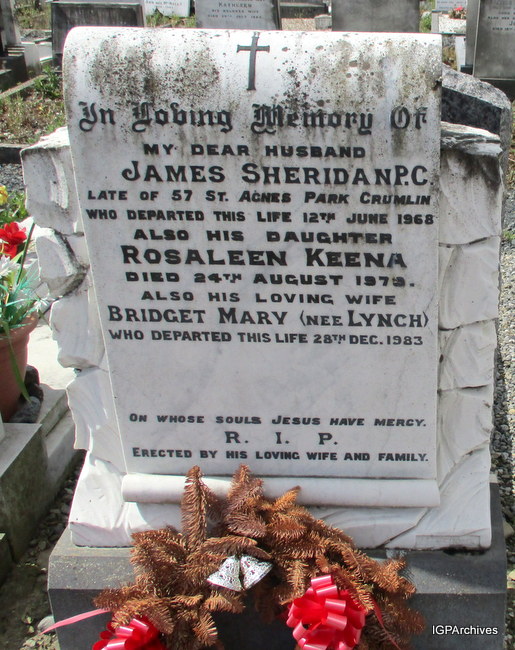 In Loving Memory Of
MY DEAR HUSBAND
JAMES SHERIDAN P.C.
LATE OF 57 ST. AGNES PARK CRUMLIN
WHO DEPARTED THIS LIFE 12TH JUNE 1968
ALSO HIS DAUGHTER
ROSALEEN KEENA
DIED 24TH AUGUST 1979.
ALSO HIS LOVING WIFE
BRIDGET MARY (NEE LYNCH)
WHO DEPARTED THIS LIFE 28TH DEC. 1983
ON WHOSE SOULS JESUS HAVE MERCY.
R. I. P.
ERECTED BY HIS LOVING WIFE AND FAMILY.
IGPArchives